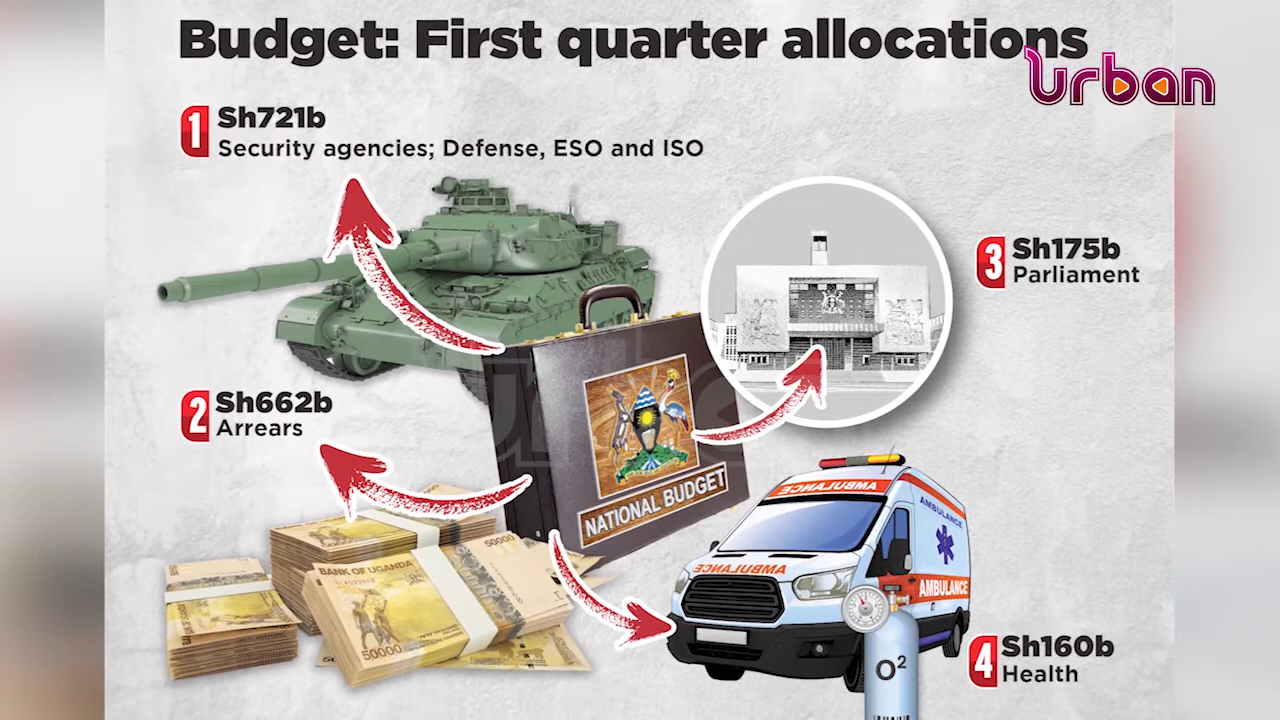 Budget: First quarter allocations
urban
1
Sh721b
Security agencies; Defense, ESO and ISO
3
Sh175b
Parliament
2
Sh662b
Arrears
NATIONAL BUDGET
AMBULANCE
AMBULANCE
AMBULANCE
AMBULANCE
50000
BANK OF UGANDA
50000
4
Sh160b
Health
O²